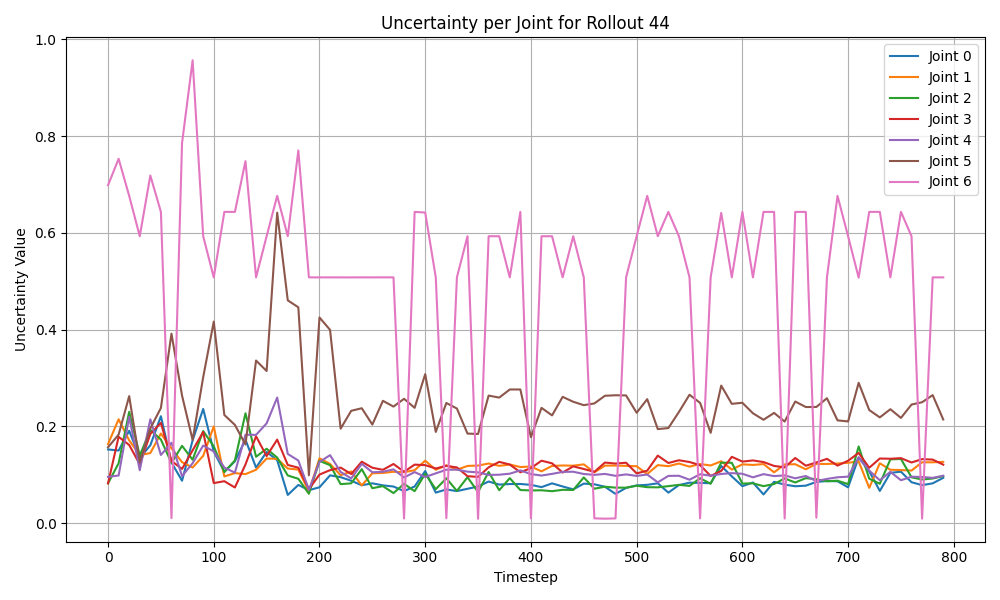 Uncertainty per Joint for Rollout 44
1.0
0.8
0.6
0.4
0.2
0.0
Uncertainty Value
0 100 200 300 400 500 600 700 800
Timestep
Joint 0
Joint 1
Joint 2
Joint 3
Joint 4
Joint 5
Joint 6